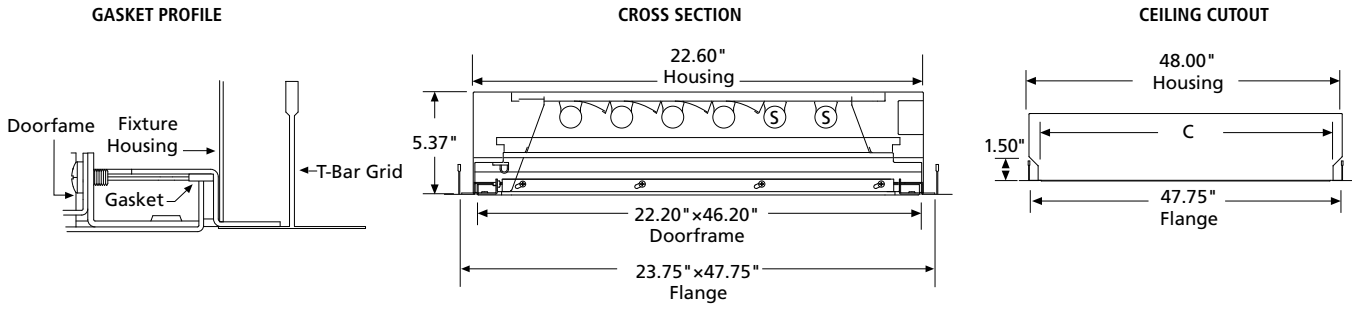 GASKET PROFILE
Doorfame
Fixture
Housing
Gasket
T-Bar Grid
CROSS SECTION
22.60"
Housing
5.37"
S
S
22.20"×46.20"
Doorframe
23.75"×47.75"
Flange
CEILING CUTOUT
48.00"
Housing
C
1.50"
47.75"
Flange